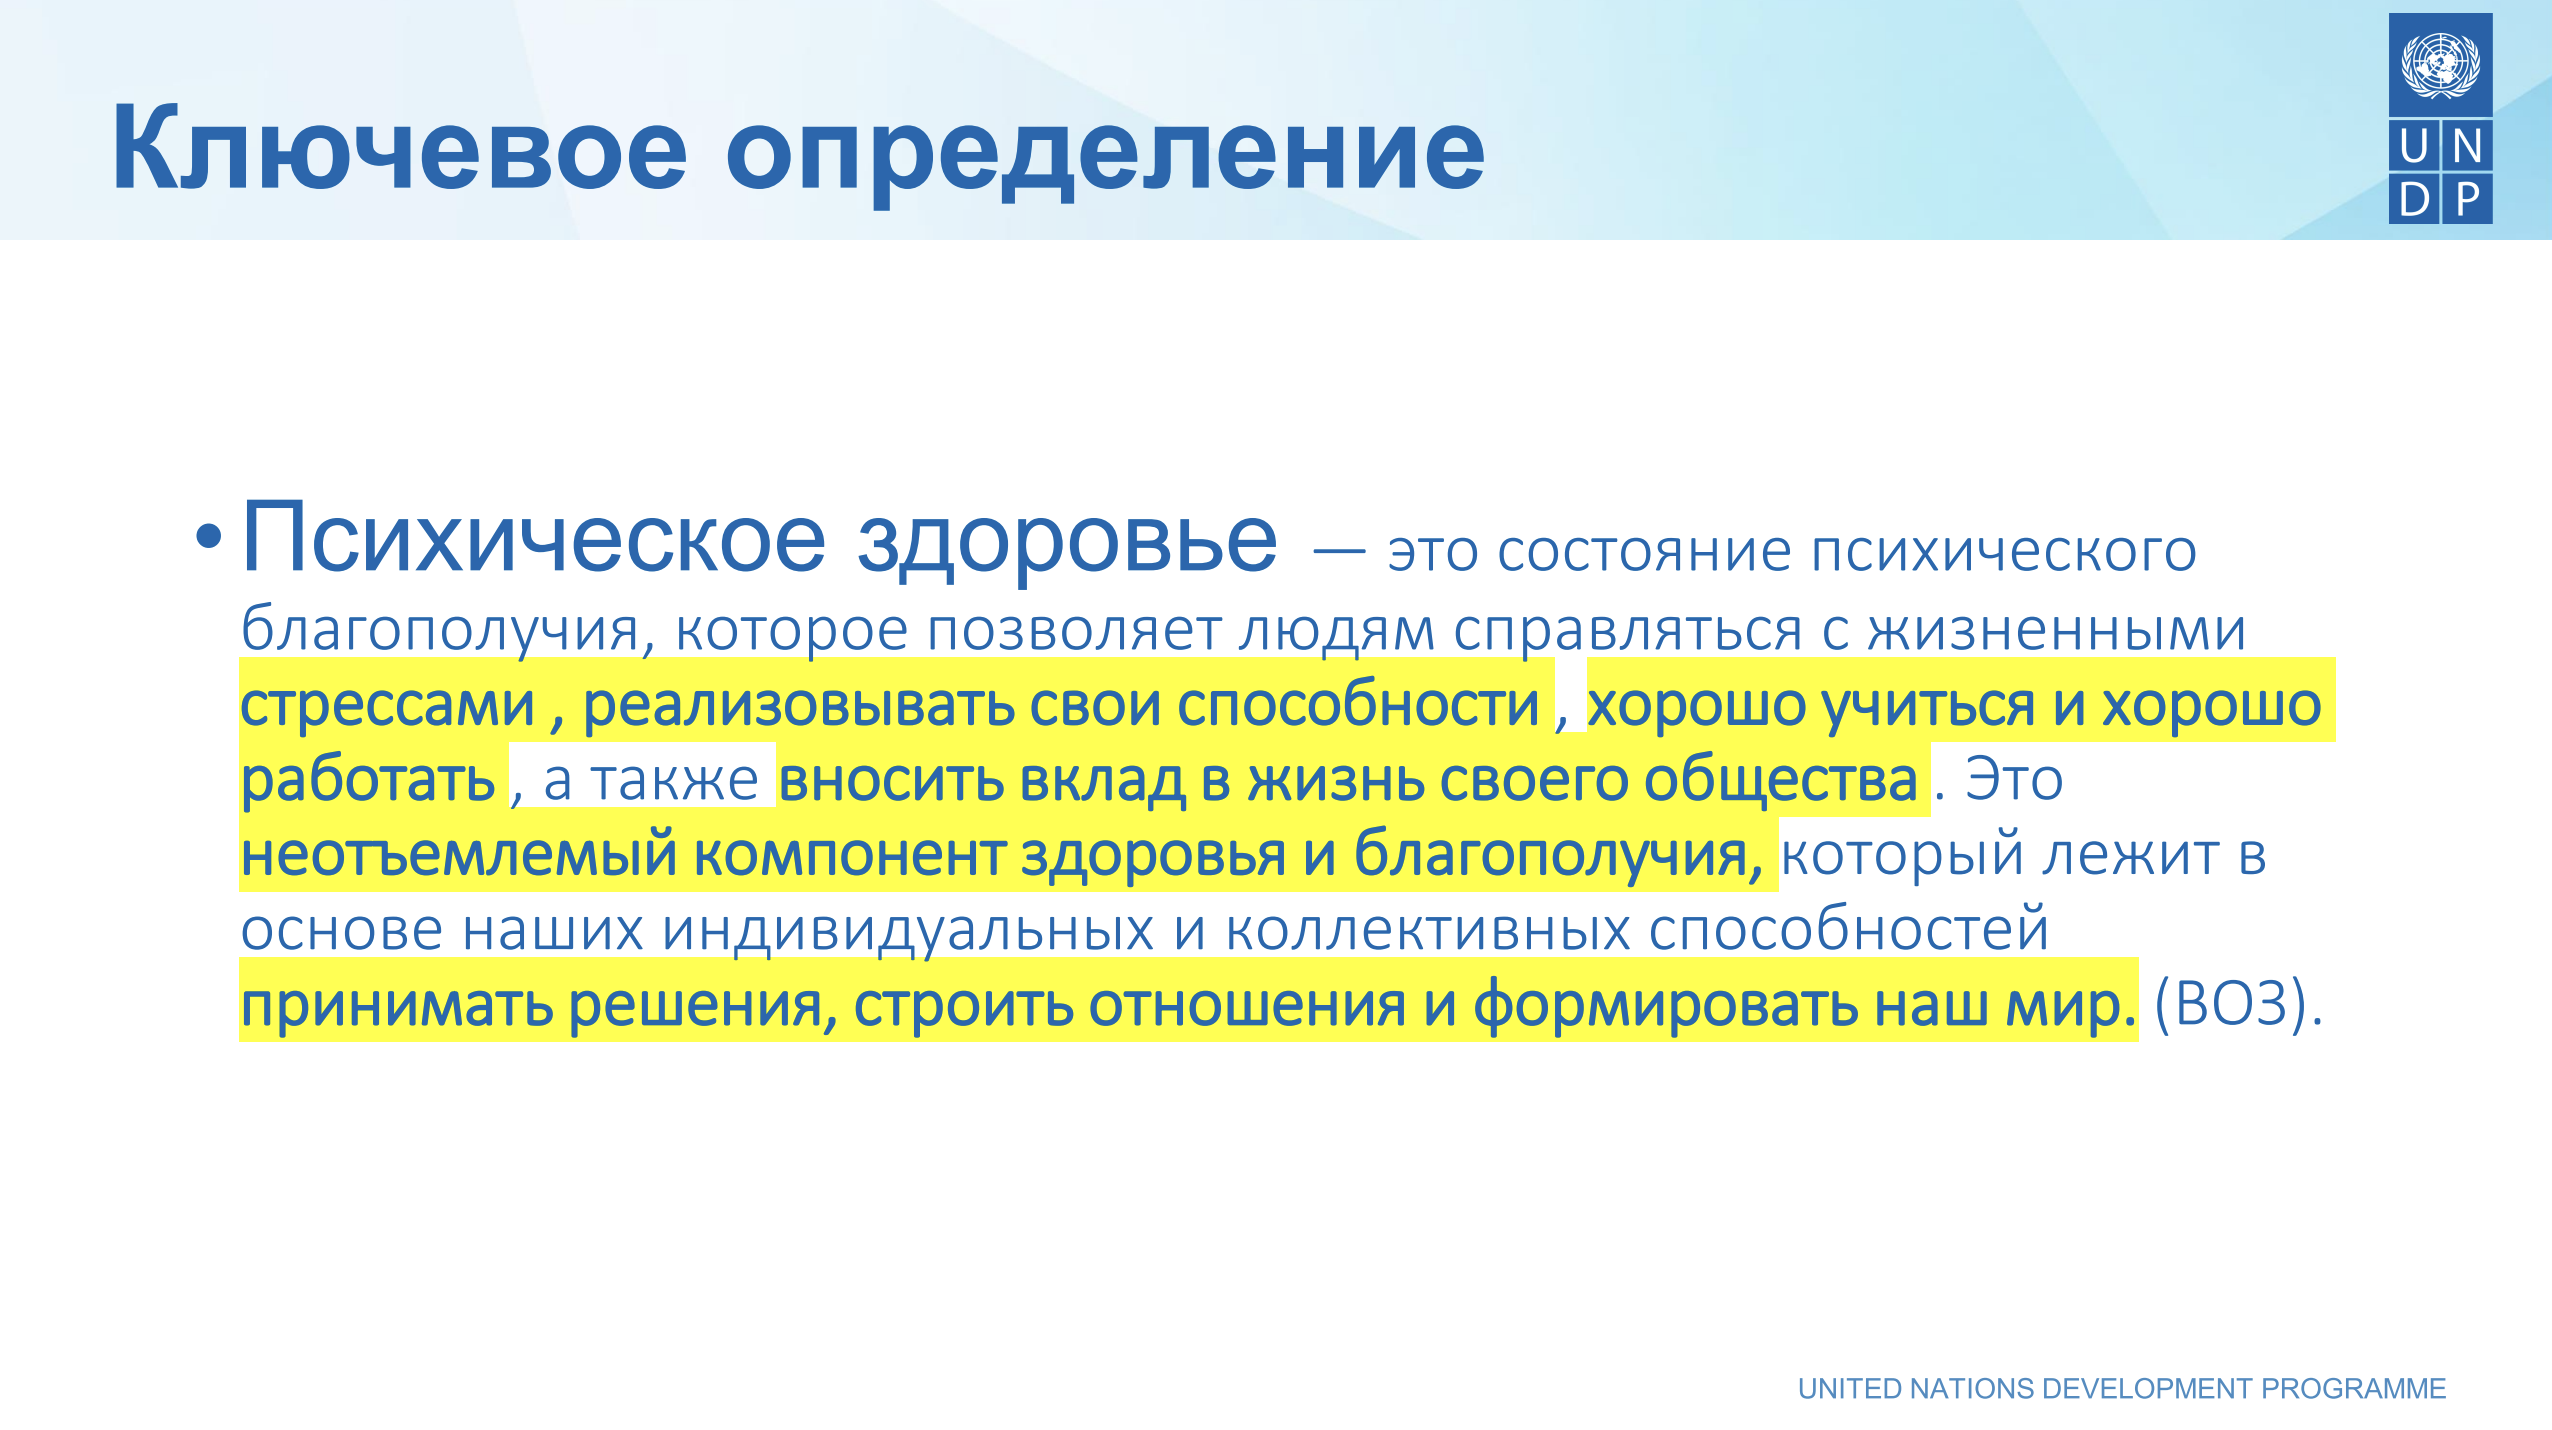 Ключевое определение
UN
DP
• Психическое здоровье — это состояние психического
благополучия, которое позволяет людям справляться с жизненными
стрессами , реализовывать свои способности , хорошо учиться и хорошо
работать , а также вносить вклад в жизнь своего общества . Это
неотъемлемый компонент здоровья и благополучия, который лежит в
основе наших индивидуальных и коллективных способностей
принимать решения, строить отношения и формировать наш мир. (ВОЗ).
UNITED NATIONS DEVELOPMENT PROGRAMME